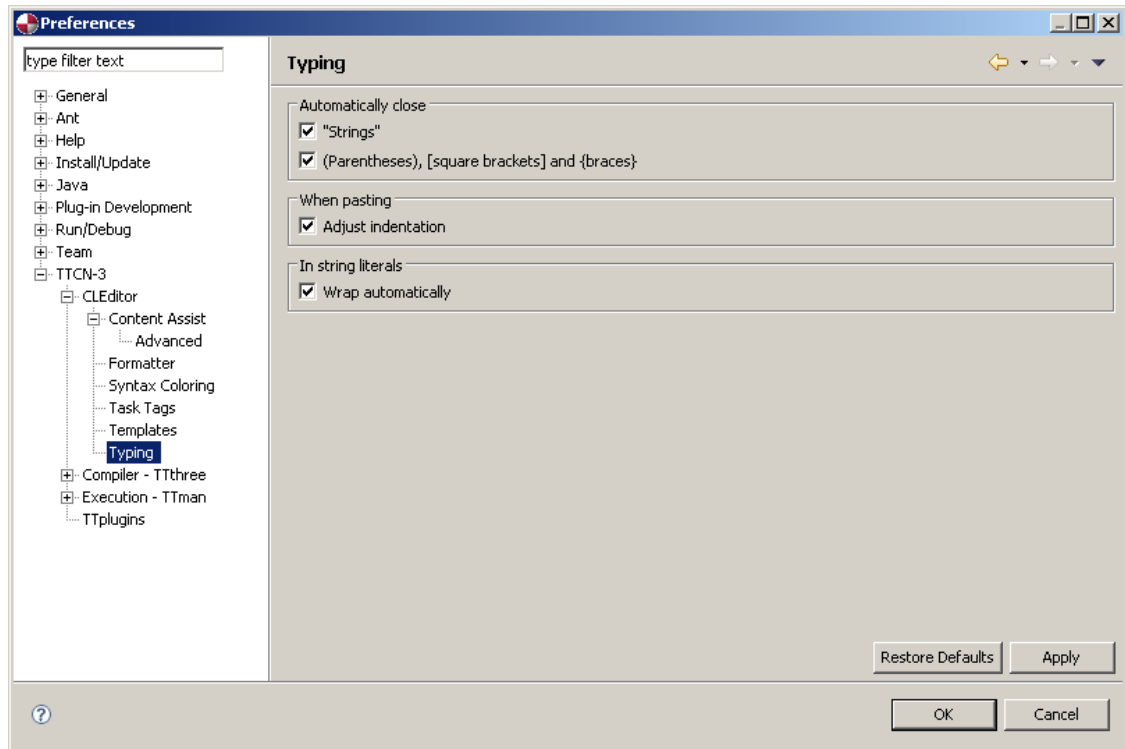 Preferences
type filter text
General
Ant
Help
Install/Update
Java
Plug-in Development
Run/Debug
Team
TTCN-3
CLEditor
Content Assist
Advanced
Formatter
Syntax Coloring
Task Tags
Templates
Typing
Compiler - TTthree
Execution - TTman
TTplugins
Typing
Automatically close
"Strings"
(Parentheses), [square brackets] and {braces}
When pasting
Adjust indentation
In string literals
Wrap automatically
Restore Defaults Apply
? OK Cancel